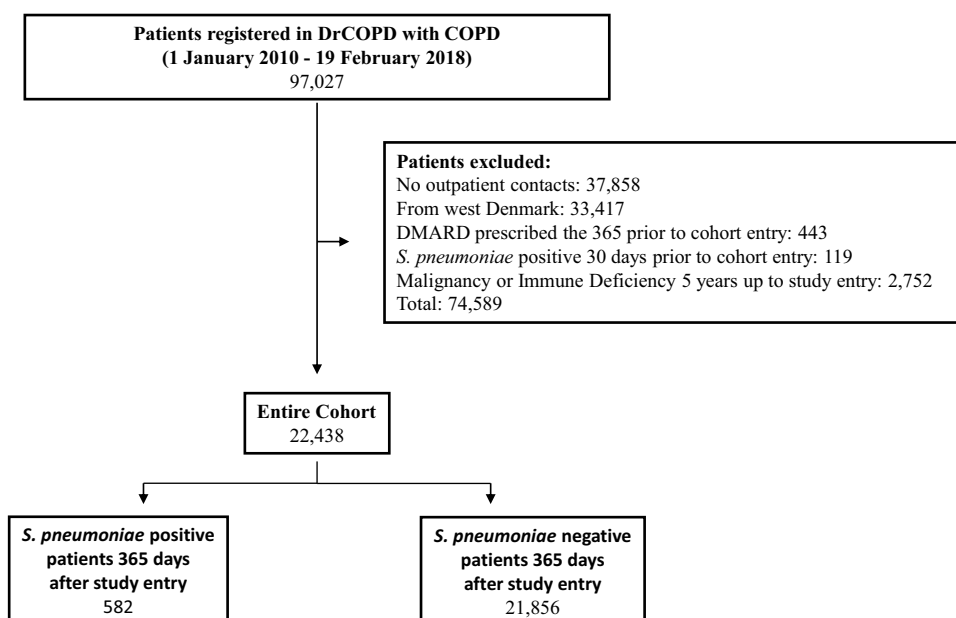 Patients registered in DrCOPD with COPD
(1 January 2010 - 19 February 2018)
97,027
Patients excluded:
No outpatient contacts: 37,858
From west Denmark: 33,417
DMARD prescribed the 365 prior to cohort entry: 443
S. pneumoniae positive 30 days prior to cohort entry: 119
Malignancy or Immune Deficiency 5 years up to study entry: 2,752
Total: 74,589
Entire Cohort
22,438
S. pneumoniae positive
patients 365 days
after study entry
582
S. pneumoniae negative
patients 365 days
after study entry
21,856